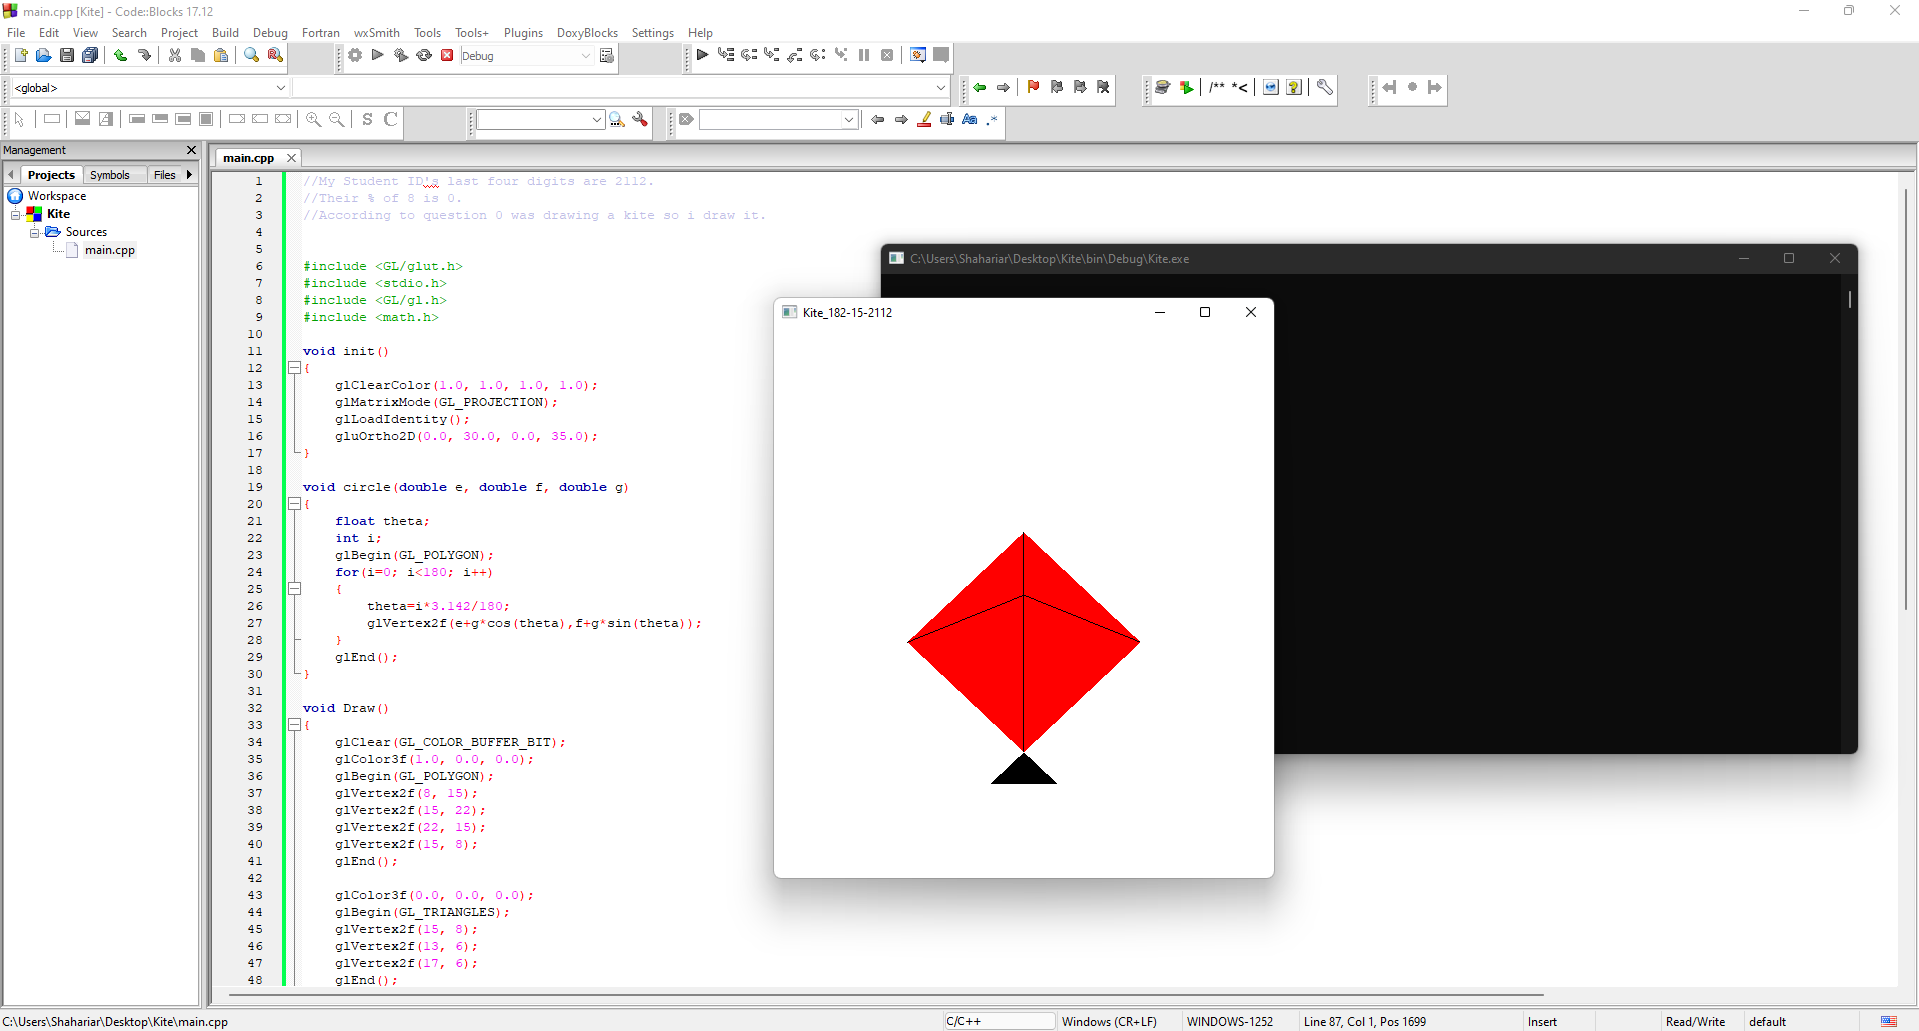 main.cpp [Kite] - Code::Blocks 17.12
File Edit View Search Project Build Debug Fortran wxSmith Tools Tools+ Plugins DoxyBlocks Settings Help
Debug
<global>
/** *<
S C
Aa .*
Management
Projects Symbols Files
Workspace
Kite
Sources
main.cpp
main.cpp
1 //My Student ID's last four digits are 2112.
2 //Their % of 8 is 0.
3 //According to question 0 was drawing a kite so i draw it.
4
5
6 #include <GL/glut.h>
7 #include <stdio.h>
8 #include <GL/gl.h>
9 #include <math.h>
10
11 void init()
12 {
13 glClearColor(1.0, 1.0, 1.0, 1.0);
14 glMatrixMode(GL_PROJECTION);
15 glLoadIdentity();
16 gluOrtho2D(0.0, 30.0, 0.0, 35.0);
17 }
18
19 void circle(double e, double f, double g)
20 {
21 float theta;
22 int i;
23 glBegin(GL_POLYGON);
24 for(i=0; i<180; i++)
25 {
26 theta=i*3.142/180;
27 glVertex2f(e+g*cos(theta),f+g*sin(theta));
28 }
29 glEnd();
30 }
31
32 void Draw()
33 {
34 glClear(GL_COLOR_BUFFER_BIT);
35 glColor3f(1.0, 0.0, 0.0);
36 glBegin(GL_POLYGON);
37 glVertex2f(8, 15);
38 glVertex2f(15, 22);
39 glVertex2f(22, 15);
40 glVertex2f(15, 8);
41 glEnd();
42
43 glColor3f(0.0, 0.0, 0.0);
44 glBegin(GL_TRIANGLES);
45 glVertex2f(15, 8);
46 glVertex2f(13, 6);
47 glVertex2f(17, 6);
48 glEnd();
C:\Users\Shahariar\Desktop\Kite\bin\Debug\Kite.exe
Kite_182-15-2112
C:\Users\Shahariar\Desktop\Kite\main.cpp C/C++ Windows (CR+LF) WINDOWS-1252 Line 87, Col 1, Pos 1699 Insert Read/Write default